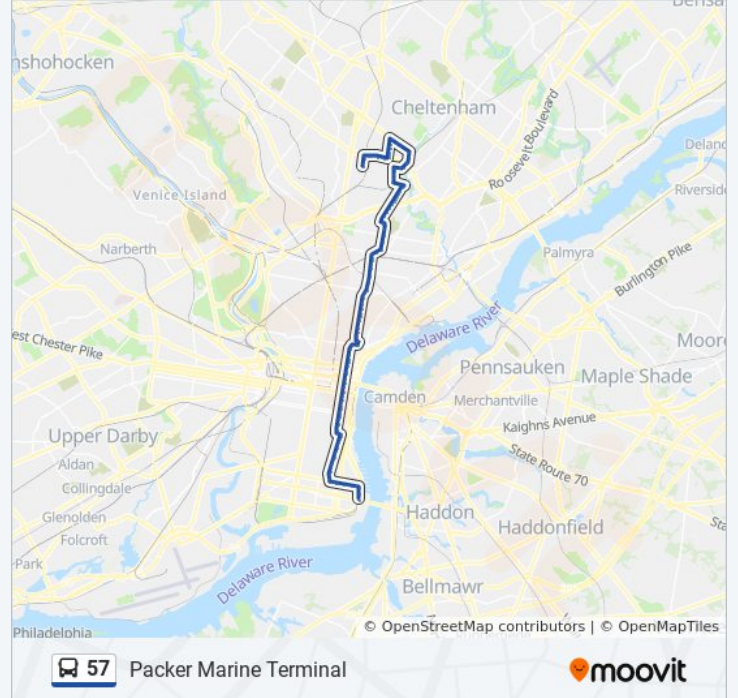 Bensa
nshohocken
Cheltenham
Roosevelt Boulevard
Delanc
Venice Island
Riverside
Narberth
Palmyra
Burlington Pike
est Chester Pike
Delaware River
Moor
Pennsauken
Maple Shade
Camden
Merchantville
Kaighns Avenue
Upper Darby
State Route 70
Aldan
Collingdale
Haddon
Sta
Glenolden
Haddonfield
Folcroft
-Park
Delaware River
Bellmawr
Philadelphia
© OpenStreetMap contributors | © OpenMapTiles
57 Packer Marine Terminal
moovit